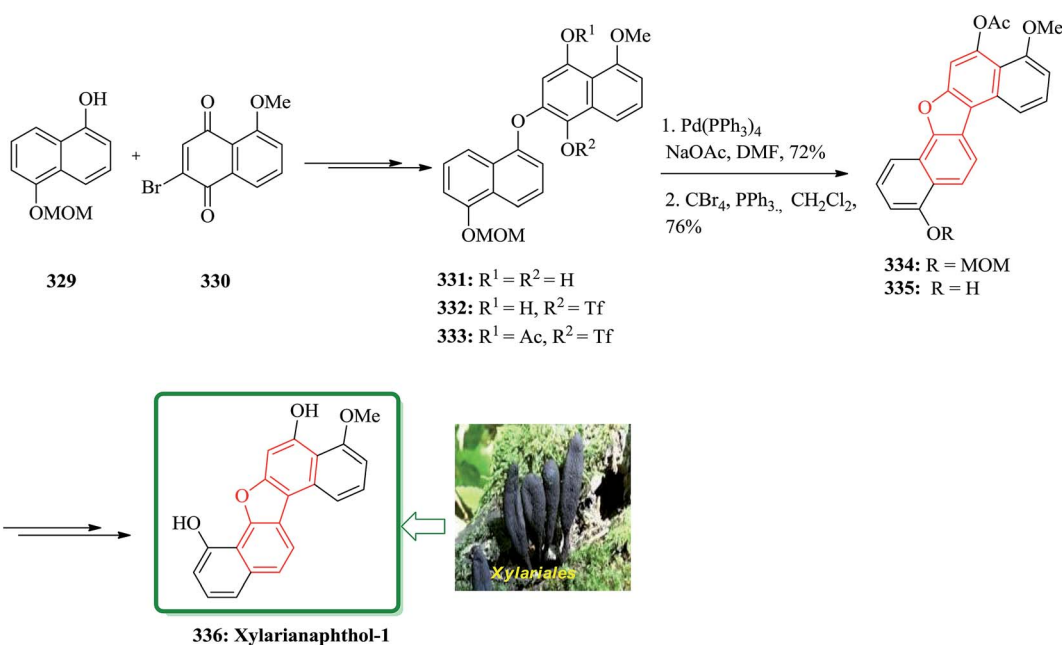 OH
OMOM
329
+
O
OMe
Br
O
330
OR¹
OMe
O
OR²
OMOM
331: R¹ = R² = H
332: R¹ = H, R² = Tf
333: R¹ = Ac, R² = Tf
1. Pd(PPh₃)₄
NaOAc, DMF, 72%
2. CBr₄, PPh₃., CH₂Cl₂,
76%
OAc
OMe
O
OR
334: R = MOM
335: R = H
OH
OMe
O
HO
336: Xylarianaphthol-1
Xylariales